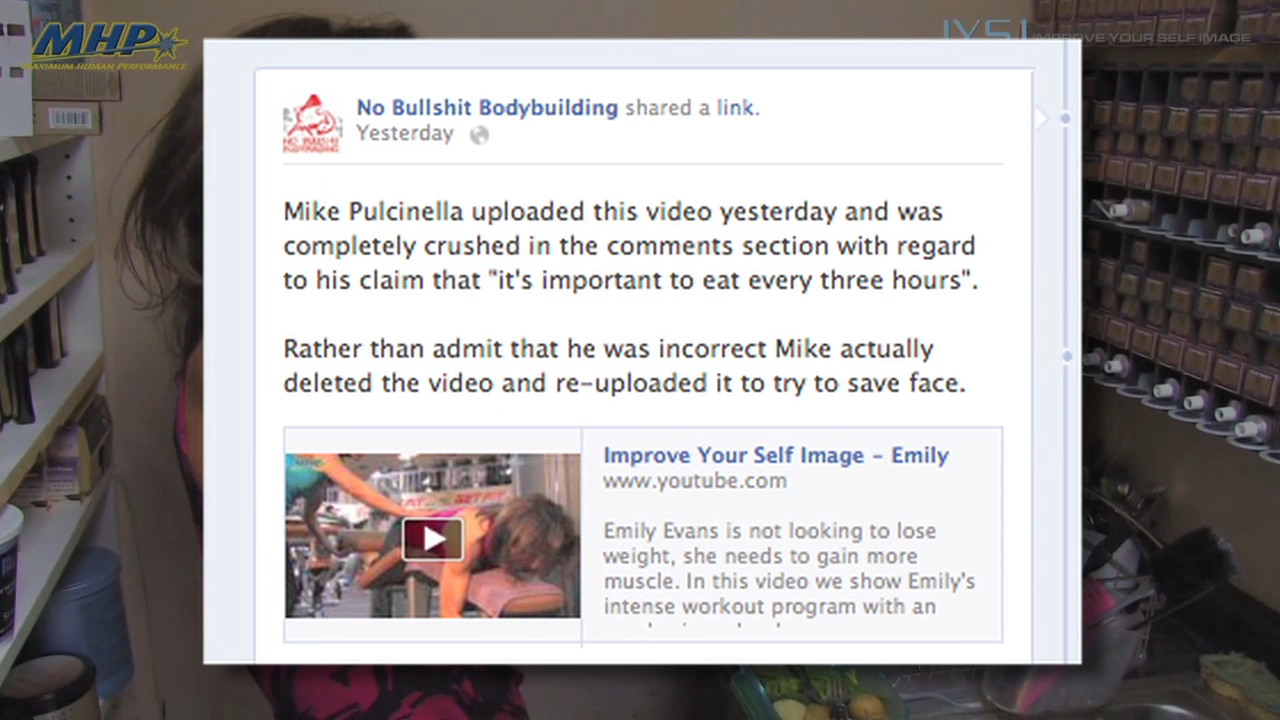 MHP
MAXIMUM HUMAN PERFORMANCE
IYSI IMPROVE YOUR SELF IMAGE
No Bullshit Bodybuilding shared a link.
Yesterday
Mike Pulcinella uploaded this video yesterday and was
completely crushed in the comments section with regard
to his claim that "it's important to eat every three hours".
Rather than admit that he was incorrect Mike actually
deleted the video and re-uploaded it to try to save face.
Improve Your Self Image - Emily
www.youtube.com
Emily Evans is not looking to lose
weight, she needs to gain more
muscle. In this video we show Emily's
intense workout program with an